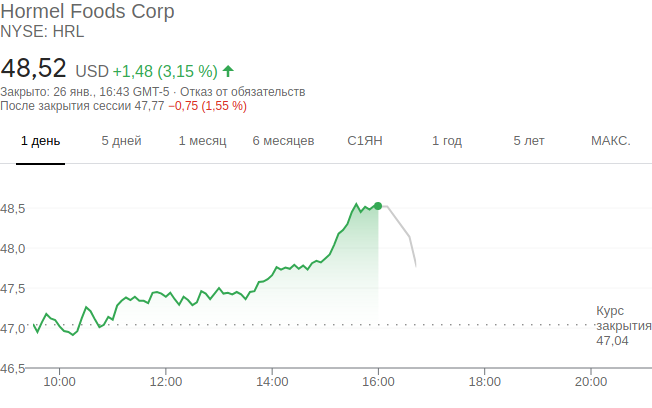 Hormel Foods Corp
NYSE: HRL
48,52 USD +1,48 (3,15 %)
Закрыто: 26 янв., 16:43 GMT-5 · Отказ от обязательств
После закрытия сессии 47,77 −0,75 (1,55 %)
1 день 5 дней 1 месяц 6 месяцев С1ЯН 1 год 5 лет МАКС.
48,5
48,0
47,5
47,0
46,5
Курс
закрытия
47,04
10:00 12:00 14:00 16:00 18:00 20:00